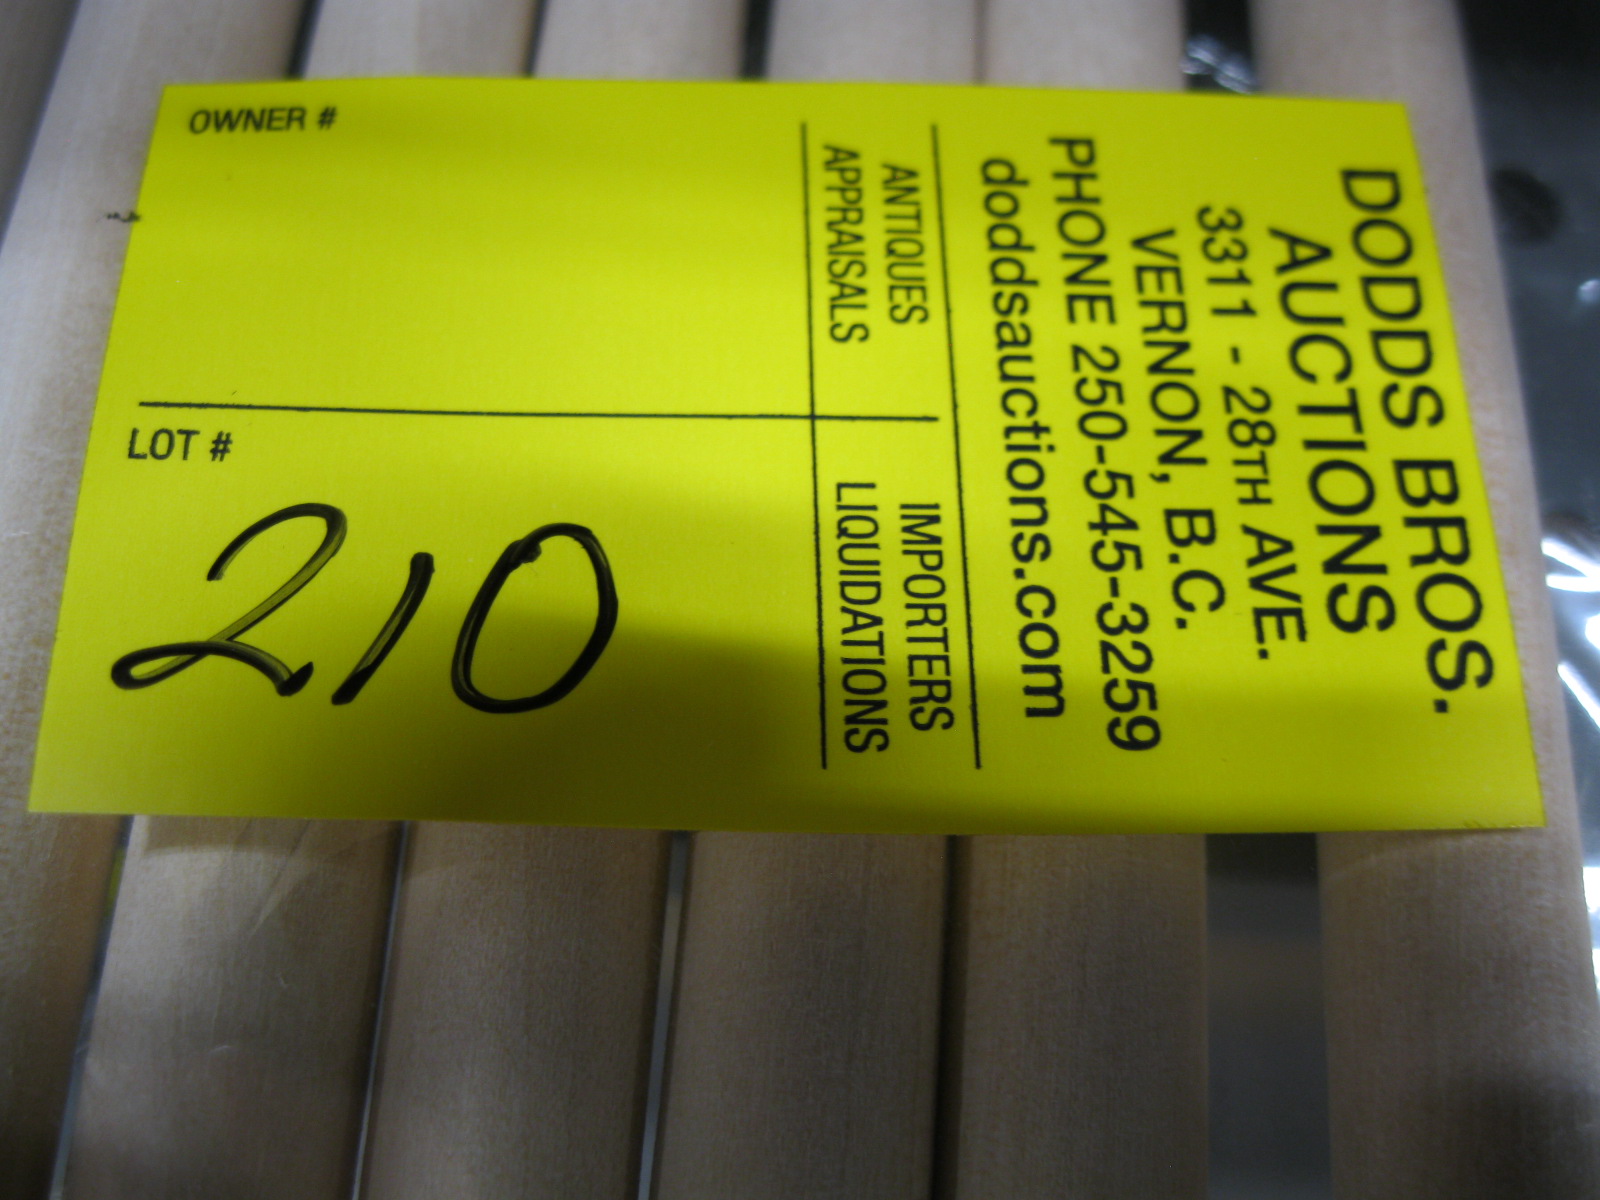 DODDS BROS.
AUCTIONS
3311 - 28TH AVE.
VERNON, B.C.
PHONE 250-545-3259
doddsauctions.com
ANTIQUES
APPRAISALS
IMPORTERS
LIQUIDATIONS
OWNER #
LOT #
210